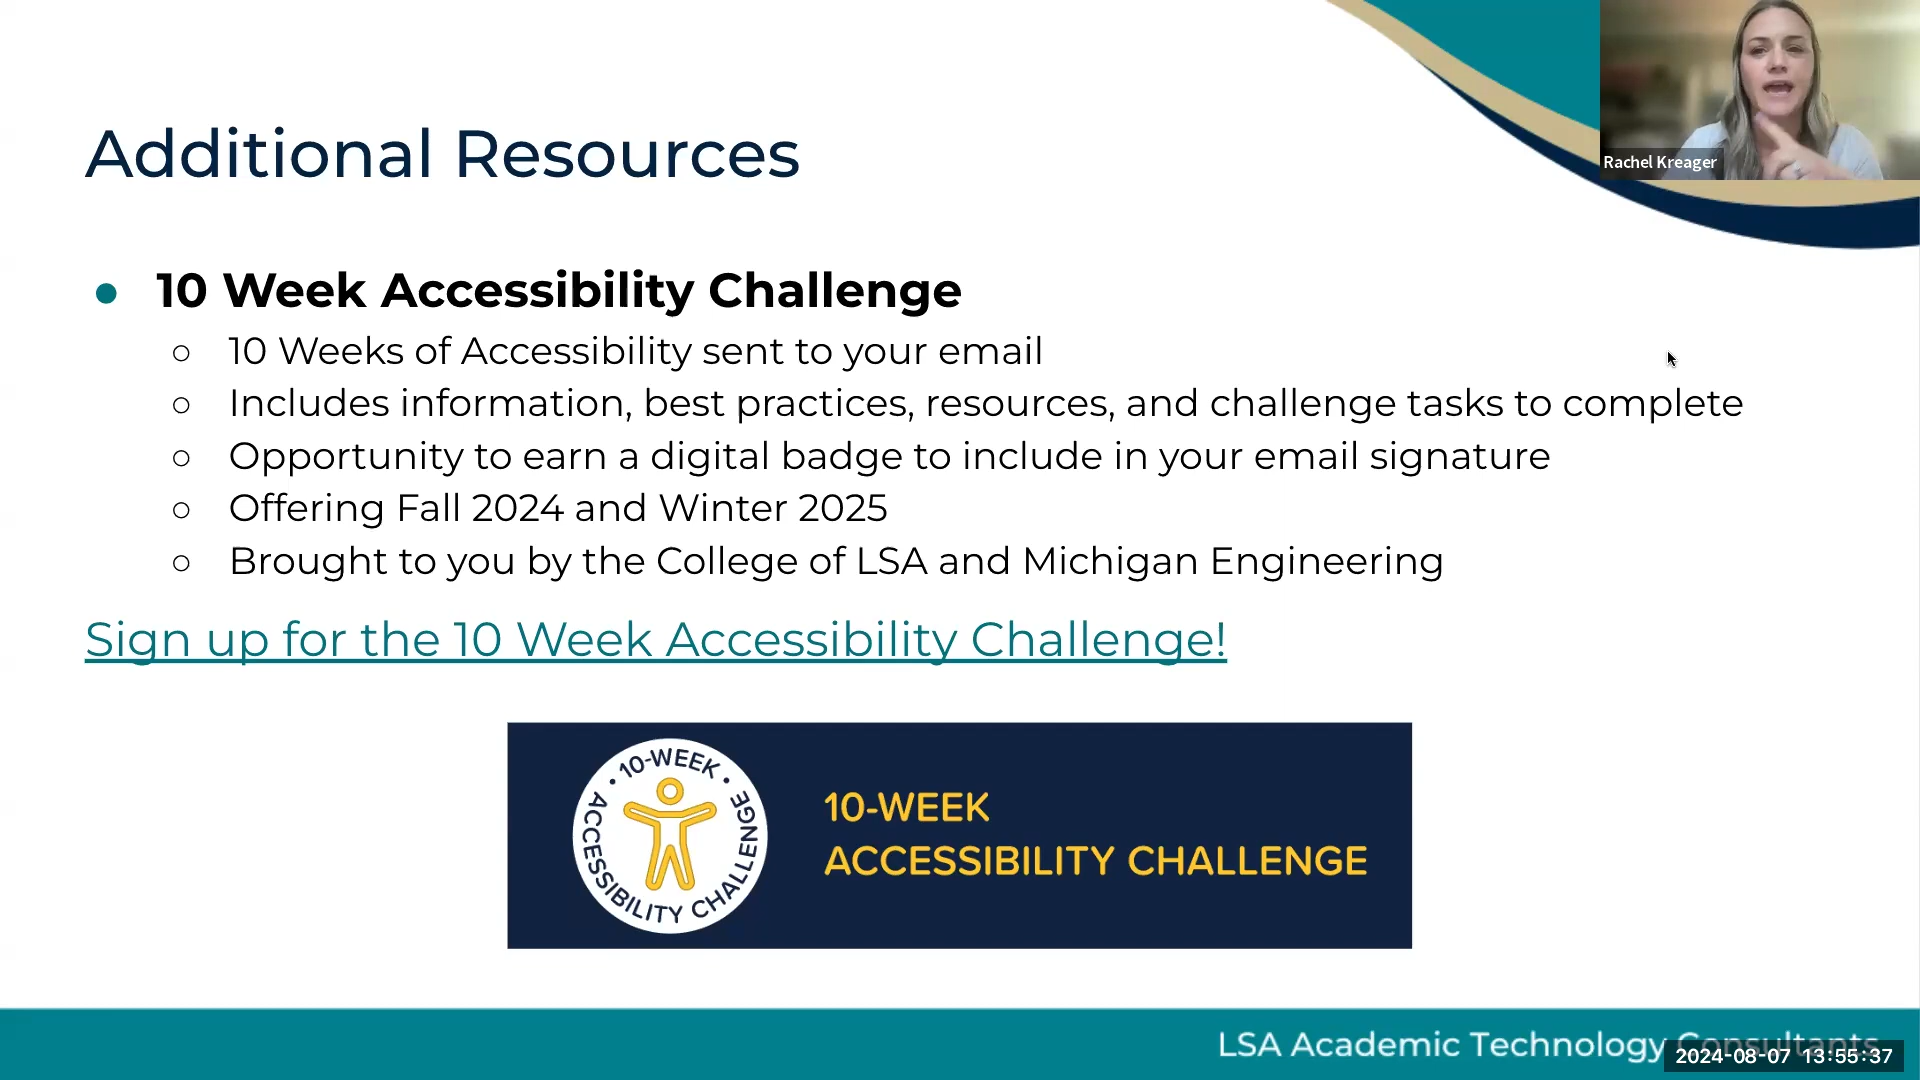 Additional Resources
Rachel Kreager
● 10 Week Accessibility Challenge
○ 10 Weeks of Accessibility sent to your email
○ Includes information, best practices, resources, and challenge tasks to complete
○ Opportunity to earn a digital badge to include in your email signature
○ Offering Fall 2024 and Winter 2025
○ Brought to you by the College of LSA and Michigan Engineering
Sign up for the 10 Week Accessibility Challenge!
• 10-WEEK •
ACCESSIBILITY CHALLENGE
10-WEEK
ACCESSIBILITY CHALLENGE
LSA Academic Technology Consultants
2024-08-07 13:55:37